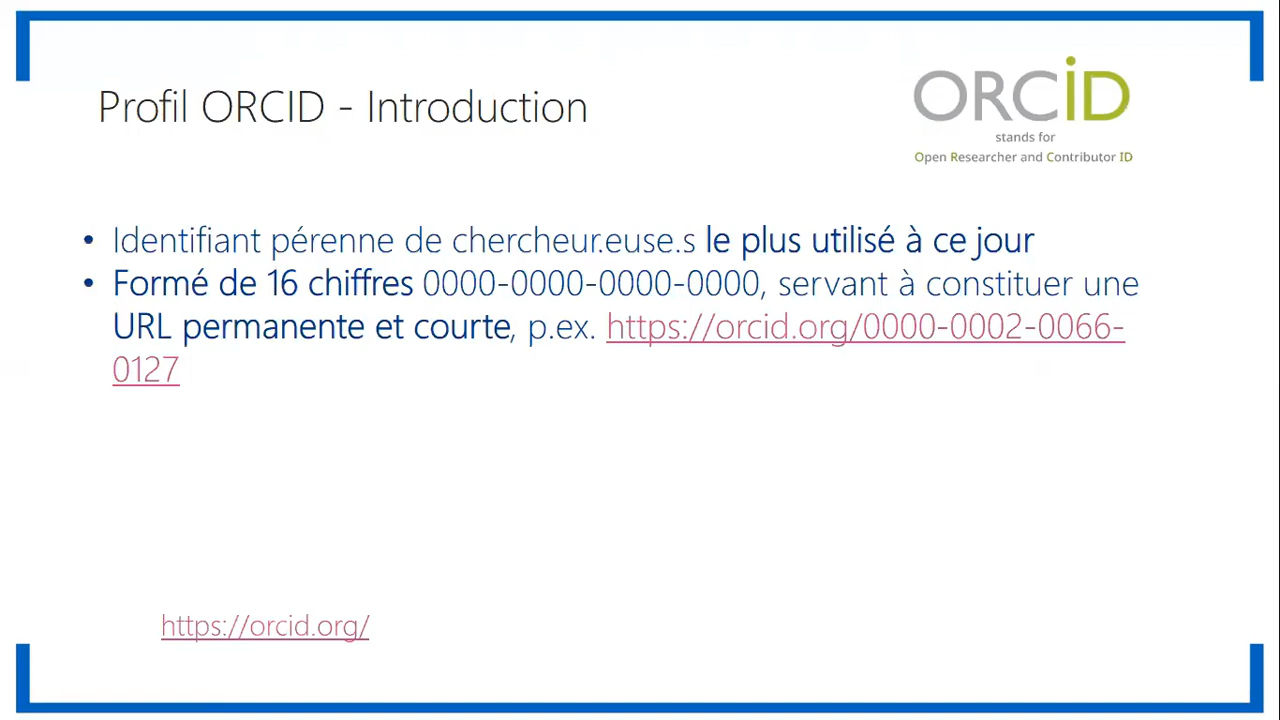 Profil ORCID - Introduction
ORCiD
stands for
Open Researcher and Contributor ID
• Identifiant pérenne de chercheur.euse.s le plus utilisé à ce jour
• Formé de 16 chiffres 0000-0000-0000-0000, servant à constituer une
URL permanente et courte, p.ex. https://orcid.org/0000-0002-0066-
0127
https://orcid.org/